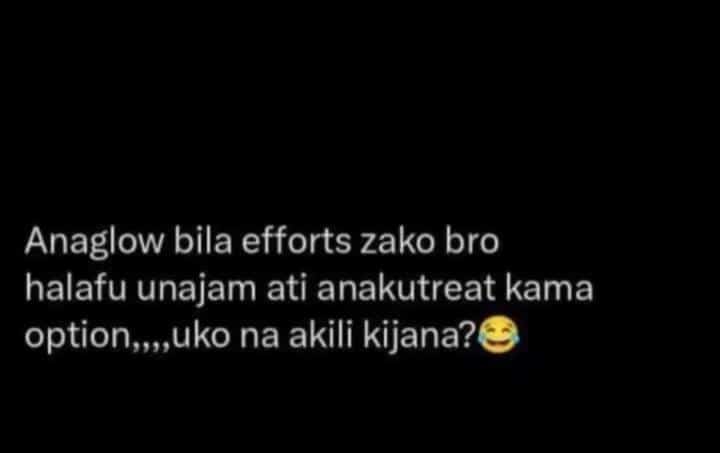 Anaglow bila efforts zako bro
halafu unajam ati anakutreat kama
option,,,,uko na akili kijana?😂